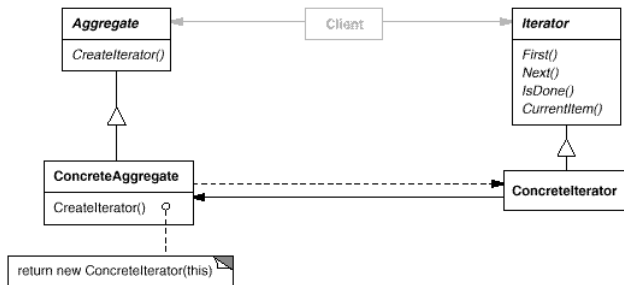 Aggregate
CreateIterator()
Client
Iterator
First()
Next()
IsDone()
CurrentItem()
ConcreteAggregate
CreateIterator()
ConcreteIterator
return new ConcreteIterator(this)